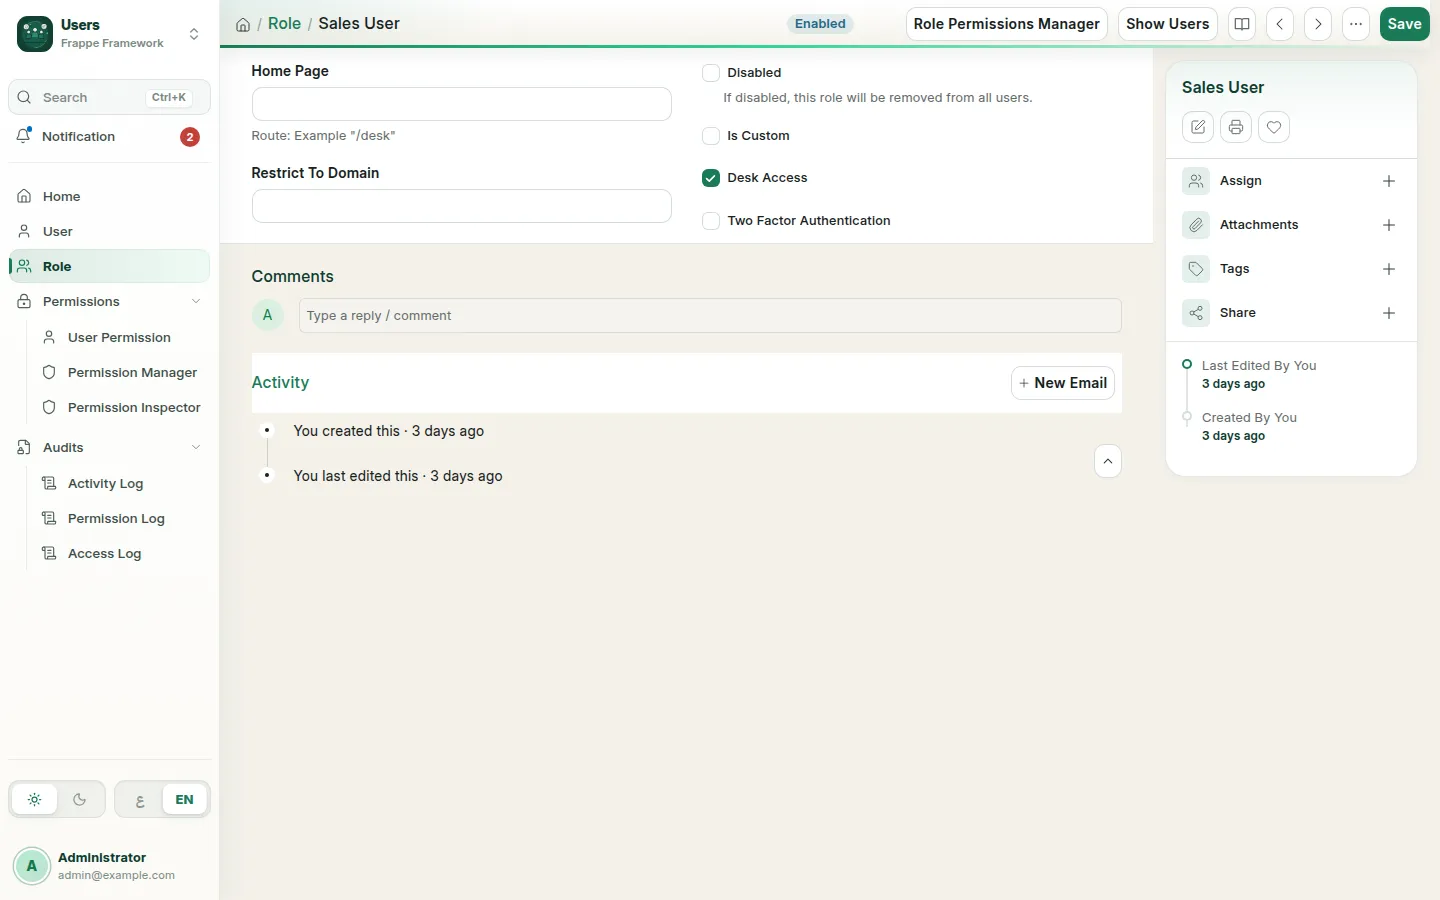 Users
Frappe Framework
Search
Ctrl+K
Notification
2
Home
User
Role
Permissions
User Permission
Permission Manager
Permission Inspector
Audits
Activity Log
Permission Log
Access Log
ع
EN
A
Administrator
admin@example.com
/ Role / Sales User
Enabled
Role Permissions Manager
Show Users
Save
Home Page
Route: Example "/desk"
Restrict To Domain
Disabled
If disabled, this role will be removed from all users.
Is Custom
Desk Access
Two Factor Authentication
Comments
A
Type a reply / comment
Activity
New Email
You created this · 3 days ago
You last edited this · 3 days ago
Sales User
Assign
Attachments
Tags
Share
Last Edited By You
3 days ago
Created By You
3 days ago